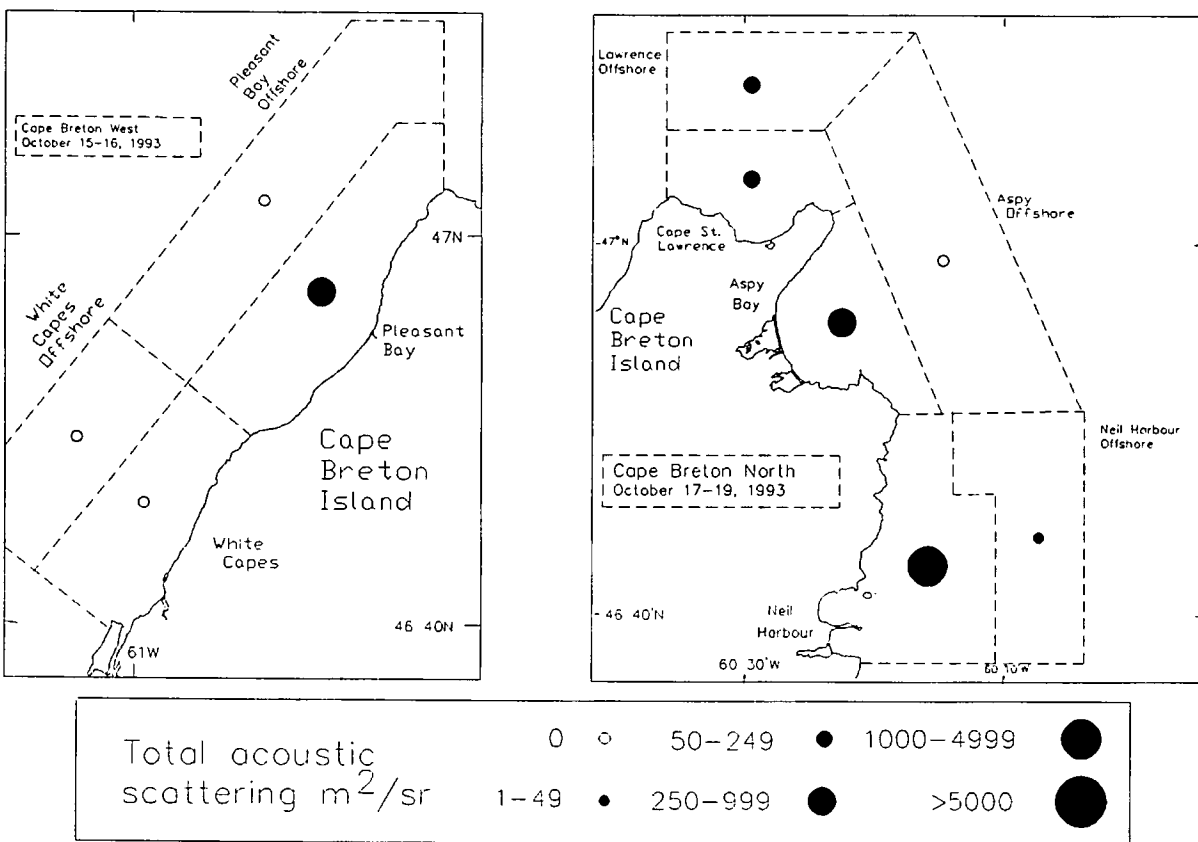 Pleasant
Bay
Offshore
Cape Breton West
October 15-16, 1993
47N
White
Capes
Offshore
Pleasant
Bay
Cape
Breton
Island
White
Capes
46 40N
61W
Lawrence
Offshore
Aspy
Offshore
47°N
Cape St.
Lawrence
Aspy
Bay
Cape
Breton
Island
Neil Harbour
Offshore
Cape Breton North
October 17-19, 1993
46 40'N
Neil
Harbour
60 30'W
60 10'W
Total acoustic
scattering m²/sr
0
50-249
1000-4999
1-49
250-999
>5000